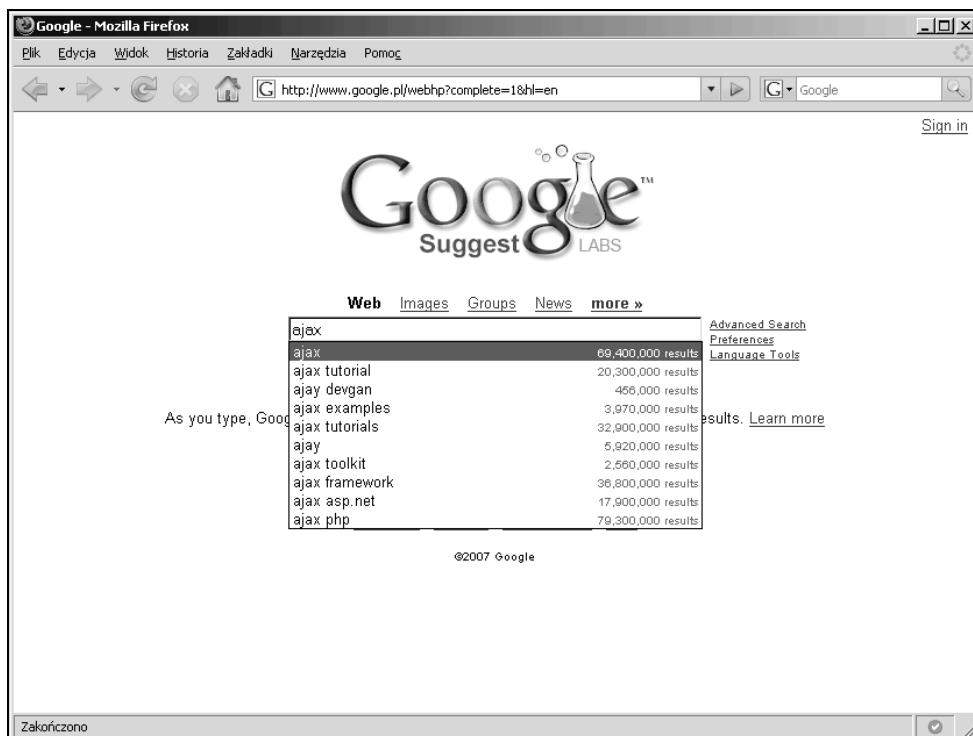 Google - Mozilla Firefox
Plik Edycja Widok Historia Zakładki Narzędzia Pomoc
http://www.google.pl/webhp?complete=1&hl=en
G Google
Sign in
Google™
Suggest LABS
Web Images Groups News more »
ajax
Advanced Search
Preferences
Language Tools
ajax 69,400,000 results
ajax tutorial 20,300,000 results
ajay devgan 456,000 results
ajax examples 3,970,000 results
ajax tutorials 32,900,000 results
ajay 5,920,000 results
ajax toolkit 2,560,000 results
ajax framework 36,800,000 results
ajax asp.net 17,900,000 results
ajax php 79,300,000 results
As you type, Goog esults. Learn more
©2007 Google
Zakończono